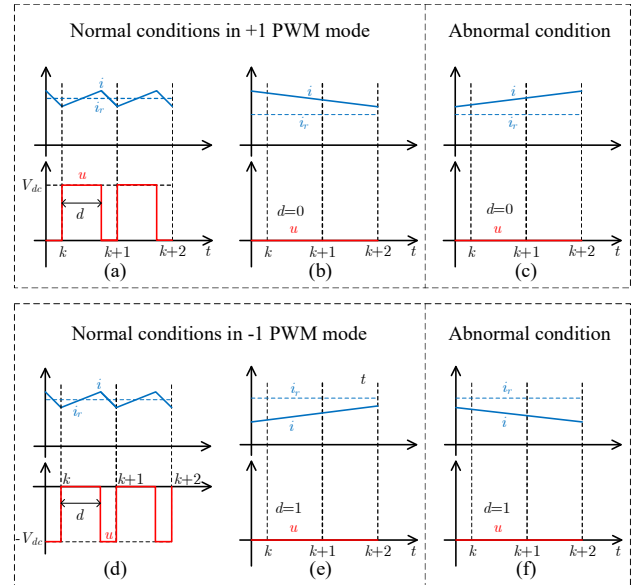 Normal conditions in +1 PWM mode
Abnormal condition
i
i_r
i
i_r
i
i_r
V_dc
u
d
d=0
u
d=0
u
k
k+1
k+2
t
k
k+1
k+2
k
k+1
k+2
t
(a)
(b)
(c)
Normal conditions in -1 PWM mode
Abnormal condition
i
i_r
i_r
t
i
i_r
i
k
k+1
k+2
d
u
-V_dc
d=1
u
d=1
u
k
k+1
k+2
t
k
k+1
k+2
t
(d)
(e)
(f)